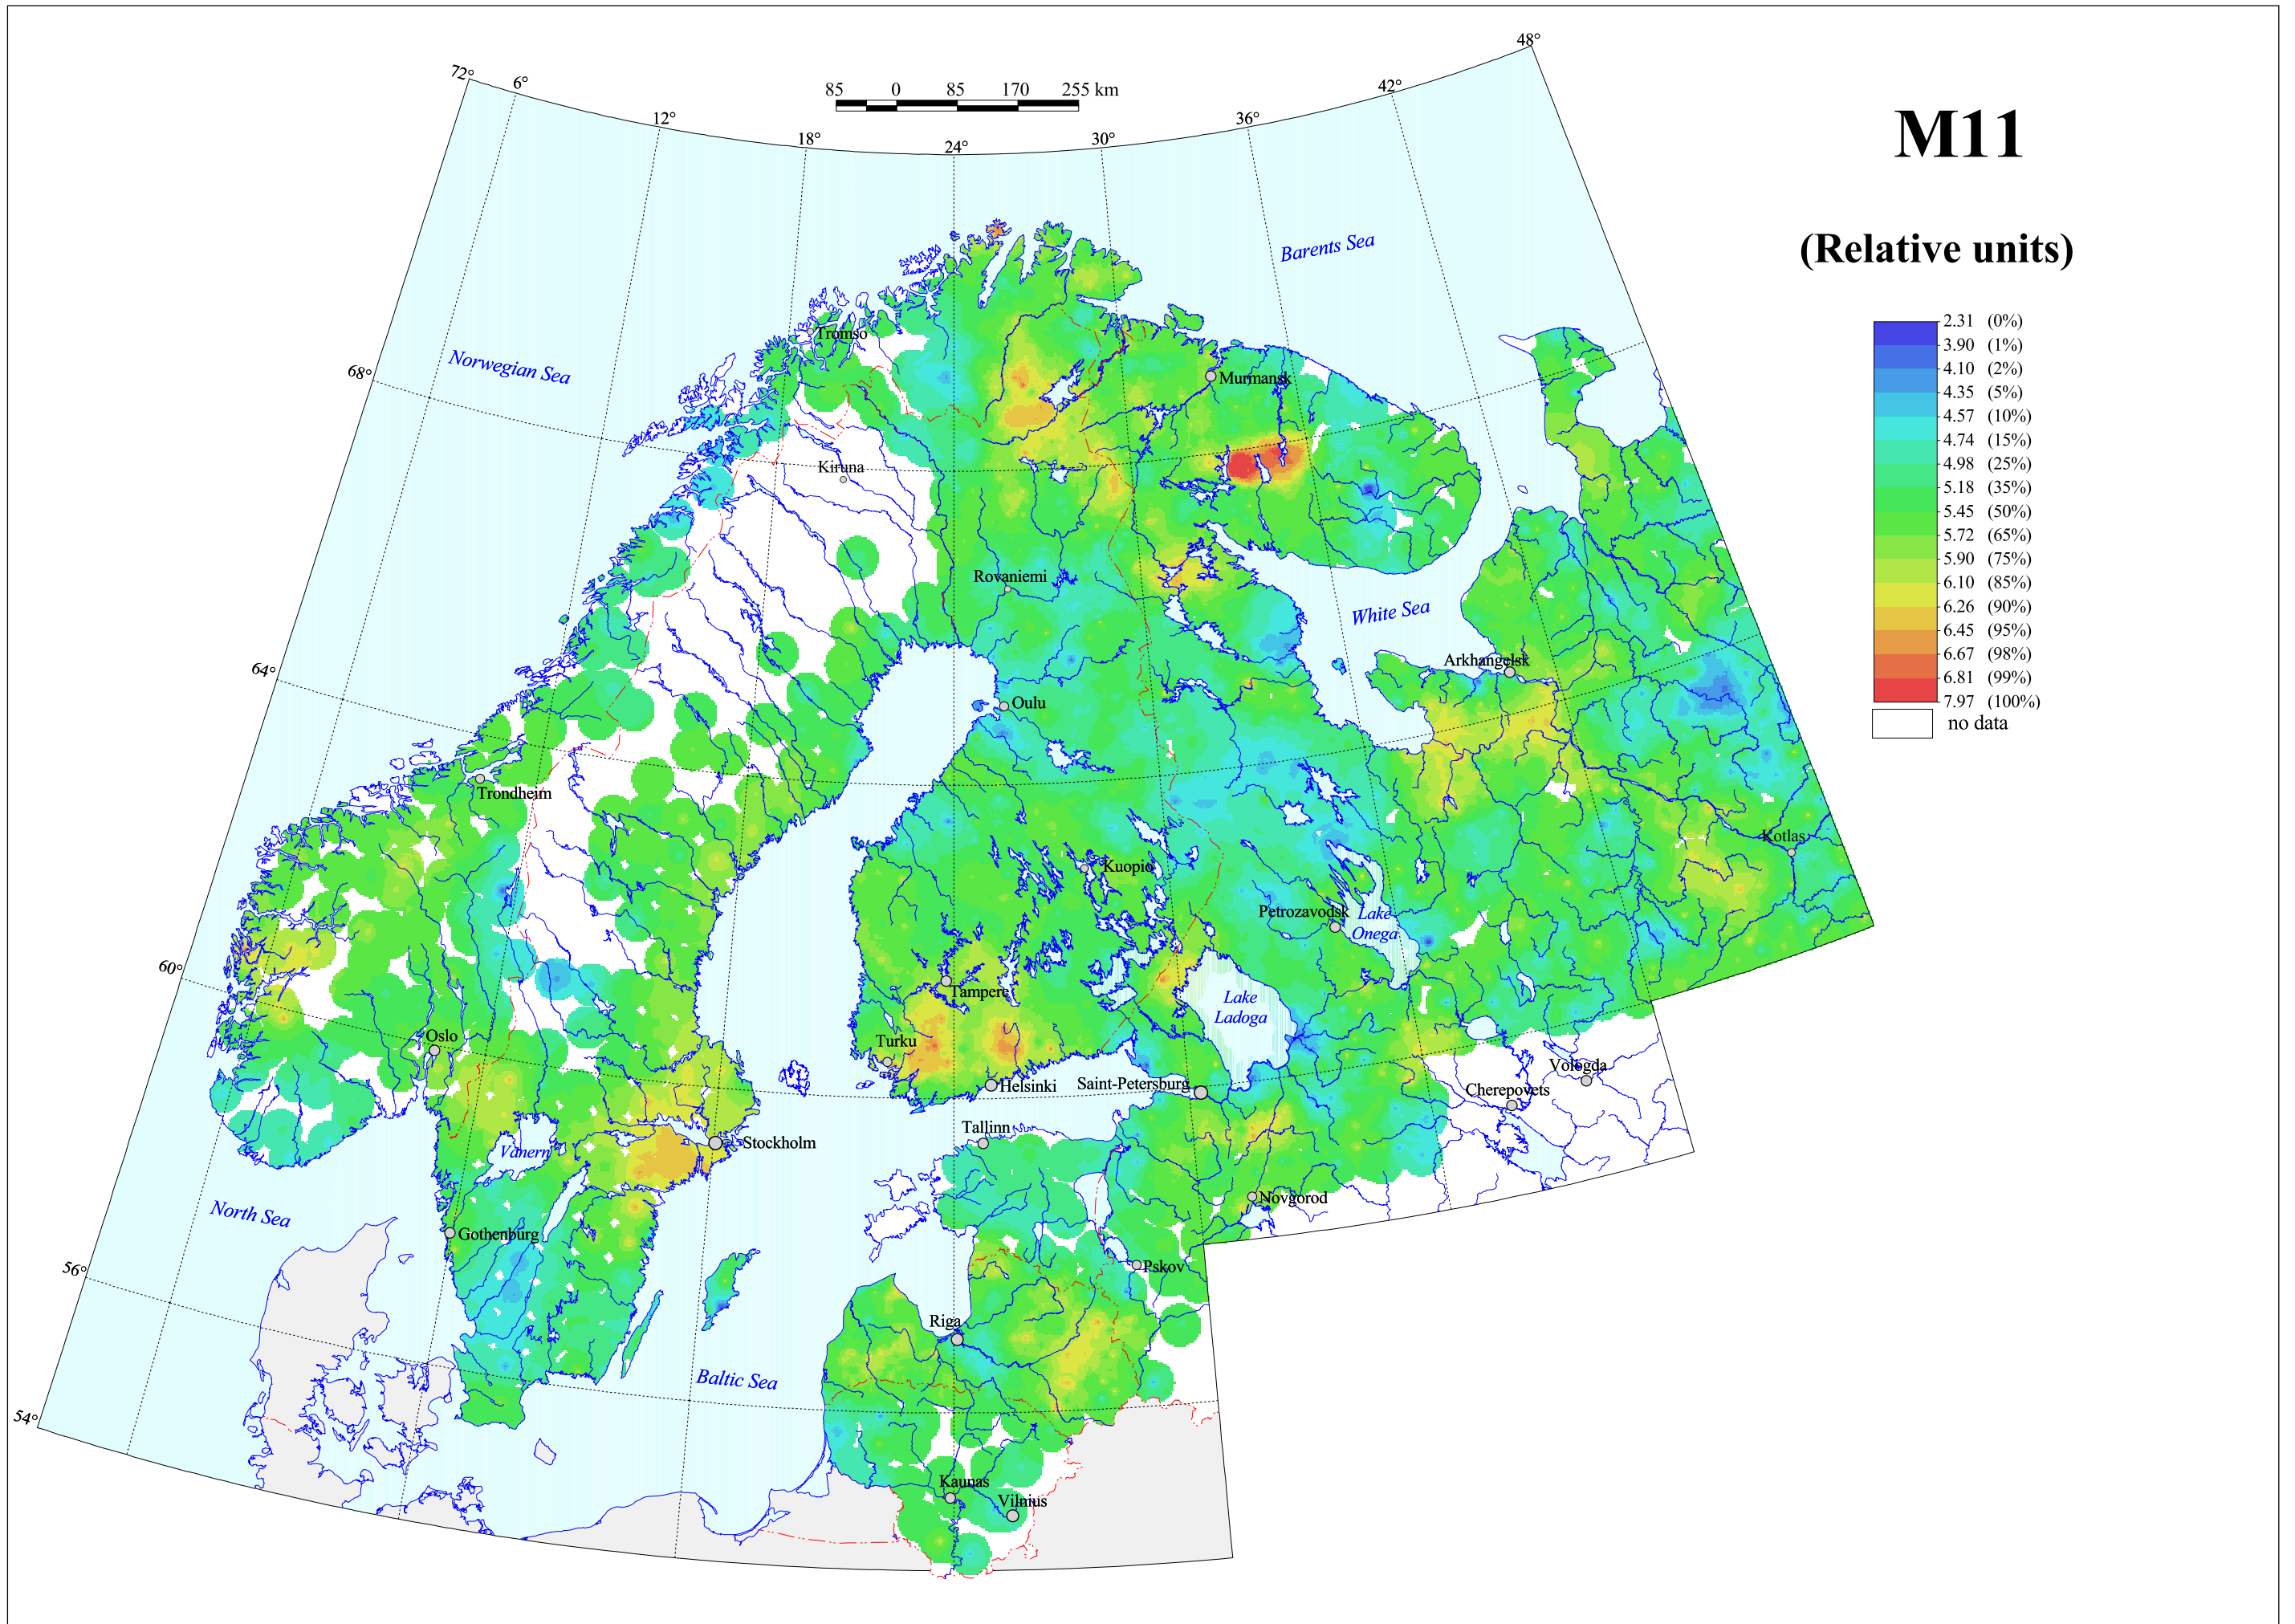 M11
(Relative units)
2.31 (0%)
3.90 (1%)
4.10 (2%)
4.35 (5%)
4.57 (10%)
4.74 (15%)
4.98 (25%)
5.18 (35%)
5.45 (50%)
5.72 (65%)
5.90 (75%)
6.10 (85%)
6.26 (90%)
6.45 (95%)
6.67 (98%)
6.81 (99%)
7.97 (100%)
no data
85 0 85 170 255 km
72°
6°
12°
18°
24°
30°
36°
42°
48°
68°
64°
60°
56°
54°
Barents Sea
Norwegian Sea
Tromso
Murmansk
Kiruna
Rovaniemi
White Sea
Arkhangelsk
Oulu
Trondheim
Kotlas
Kuopio
Petrozavodsk
Lake
Onega
Tampere
Lake
Ladoga
Oslo
Turku
Helsinki
Saint-Petersburg
Vologda
Cherepovets
Tallinn
Stockholm
Vanern
Novgorod
North Sea
Gothenburg
Pskov
Riga
Baltic Sea
Kaunas
Vilnius